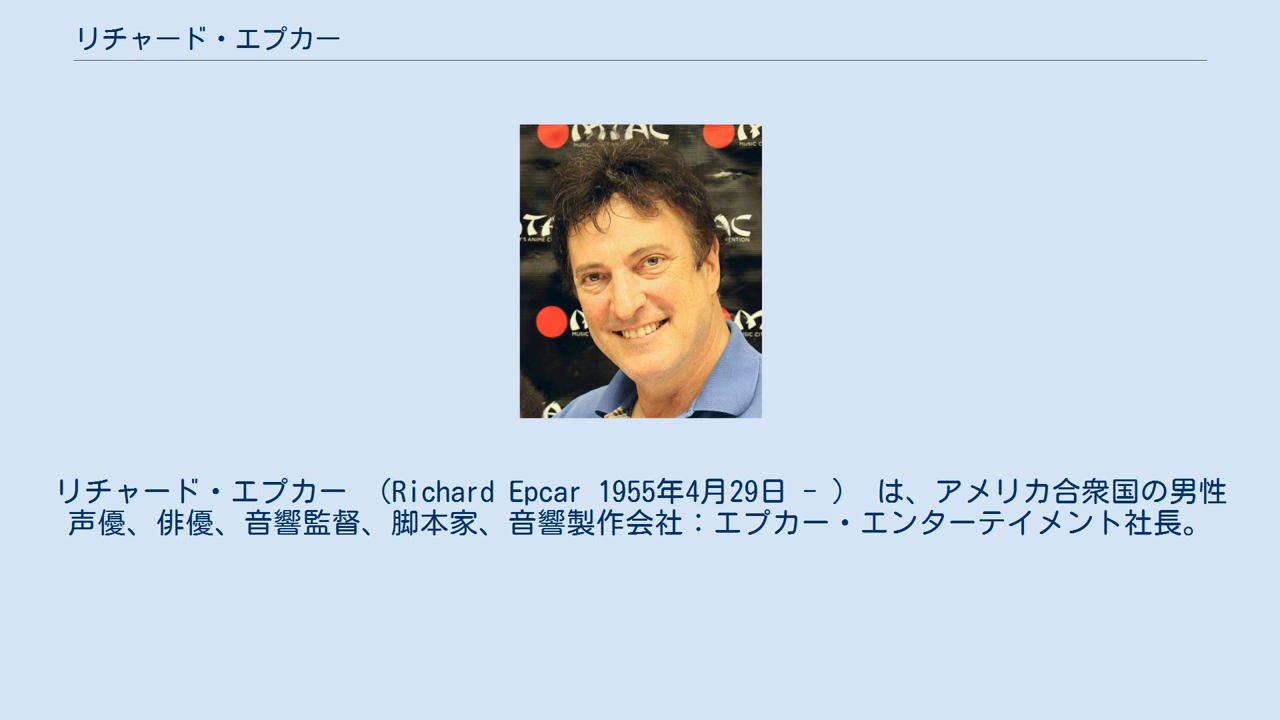 リチャード・エプカー
MTAC
AC
リチャード・エプカー （Richard Epcar 1955年4月29日 - ） は、アメリカ合衆国の男性
声優、俳優、音響監督、脚本家、音響製作会社：エプカー・エンターテイメント社長。